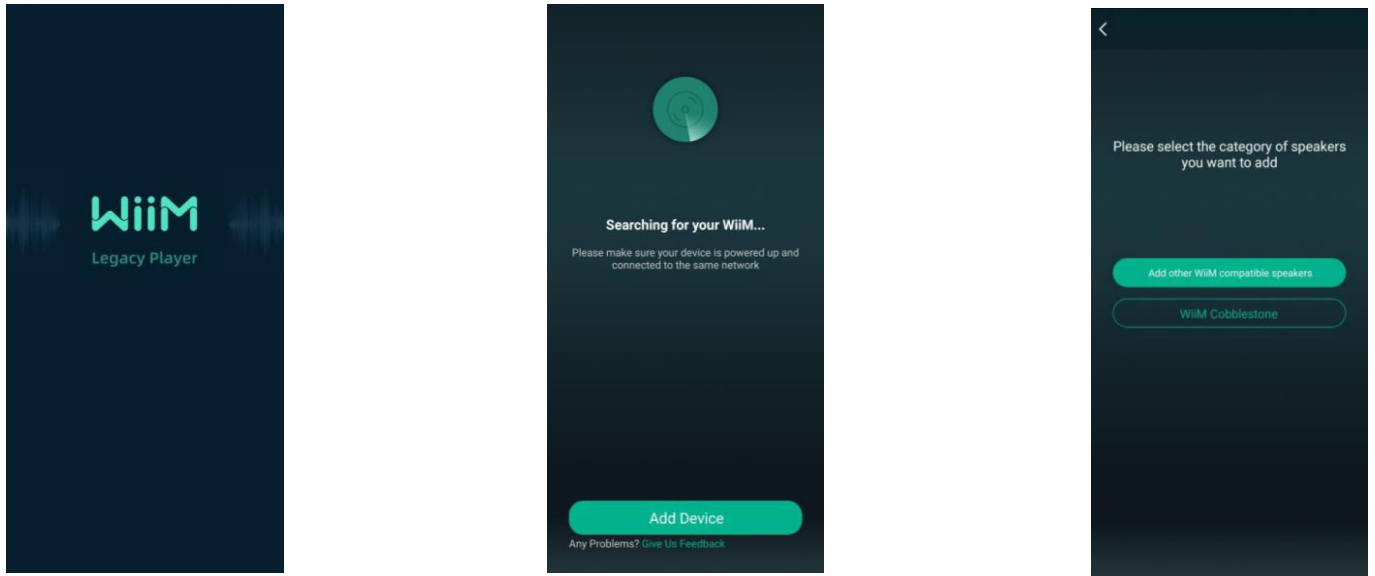 WiiM
Legacy Player
Searching for your WiiM...
Please make sure your device is powered up and
connected to the same network
Add Device
Any Problems? Give Us Feedback
Please select the category of speakers
you want to add
Add other WiiM compatible speakers
WiiM Cobblestone